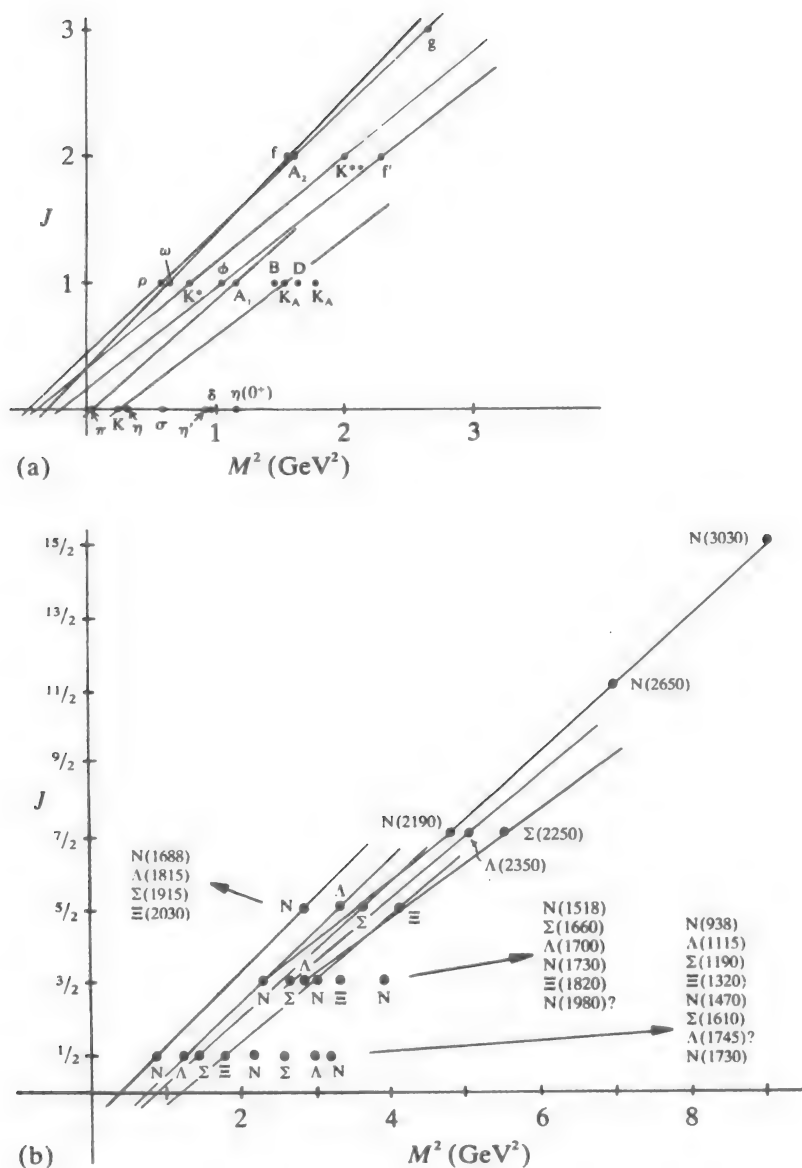 3
g
f
A₂
K**
f'
2
J
ω
ρ
K*
φ
A₁
B
D
K_A
K_A
1
π
K
η
σ
η'
δ
η(0⁺)
1
2
3
(a)
M² (GeV²)
15/2
N(3030)
13/2
11/2
N(2650)
9/2
J
7/2
N(2190)
Σ(2250)
Λ(2350)
N(1688)
Λ(1815)
Σ(1915)
Ξ(2030)
5/2
N
Λ
Σ
Ξ
N(1518)
Σ(1660)
Λ(1700)
N(1730)
Ξ(1820)
N(1980)?
N(938)
Λ(1115)
Σ(1190)
Ξ(1320)
N(1470)
Σ(1610)
Λ(1745)?
N(1730)
3/2
N
Σ
Λ
N
Ξ
N
1/2
N Λ Σ Ξ N Σ Λ N
2 4 6 8
(b)
M² (GeV²)